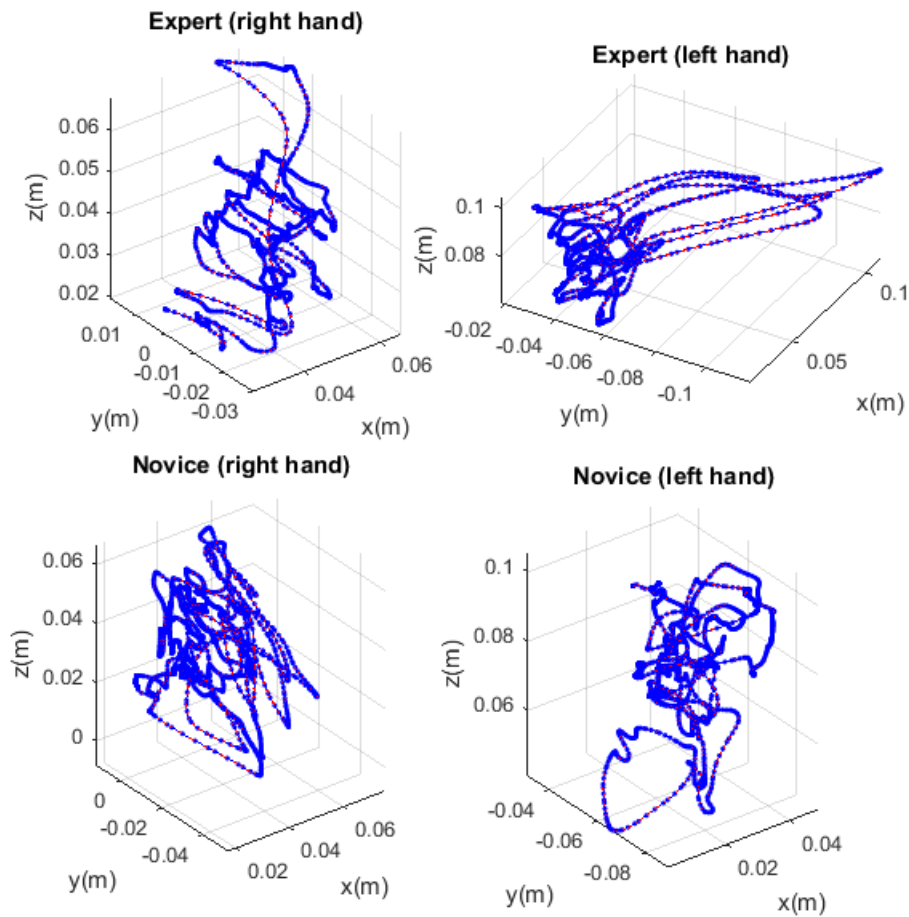 Expert (right hand)
0.06
0.05
0.04
0.03
0.02
z(m)
0.01
0
-0.01
-0.02
-0.03
y(m)
0.04
0.06
x(m)
Expert (left hand)
0.1
0.08
z(m)
-0.02
-0.04
-0.06
-0.08
-0.1
y(m)
0.05
0.1
x(m)
Novice (right hand)
0.06
0.04
0.02
0
z(m)
0
-0.02
-0.04
y(m)
0.02
0.04
0.06
x(m)
Novice (left hand)
0.1
0.08
0.06
z(m)
-0.04
-0.06
-0.08
y(m)
0.02
0.04
x(m)